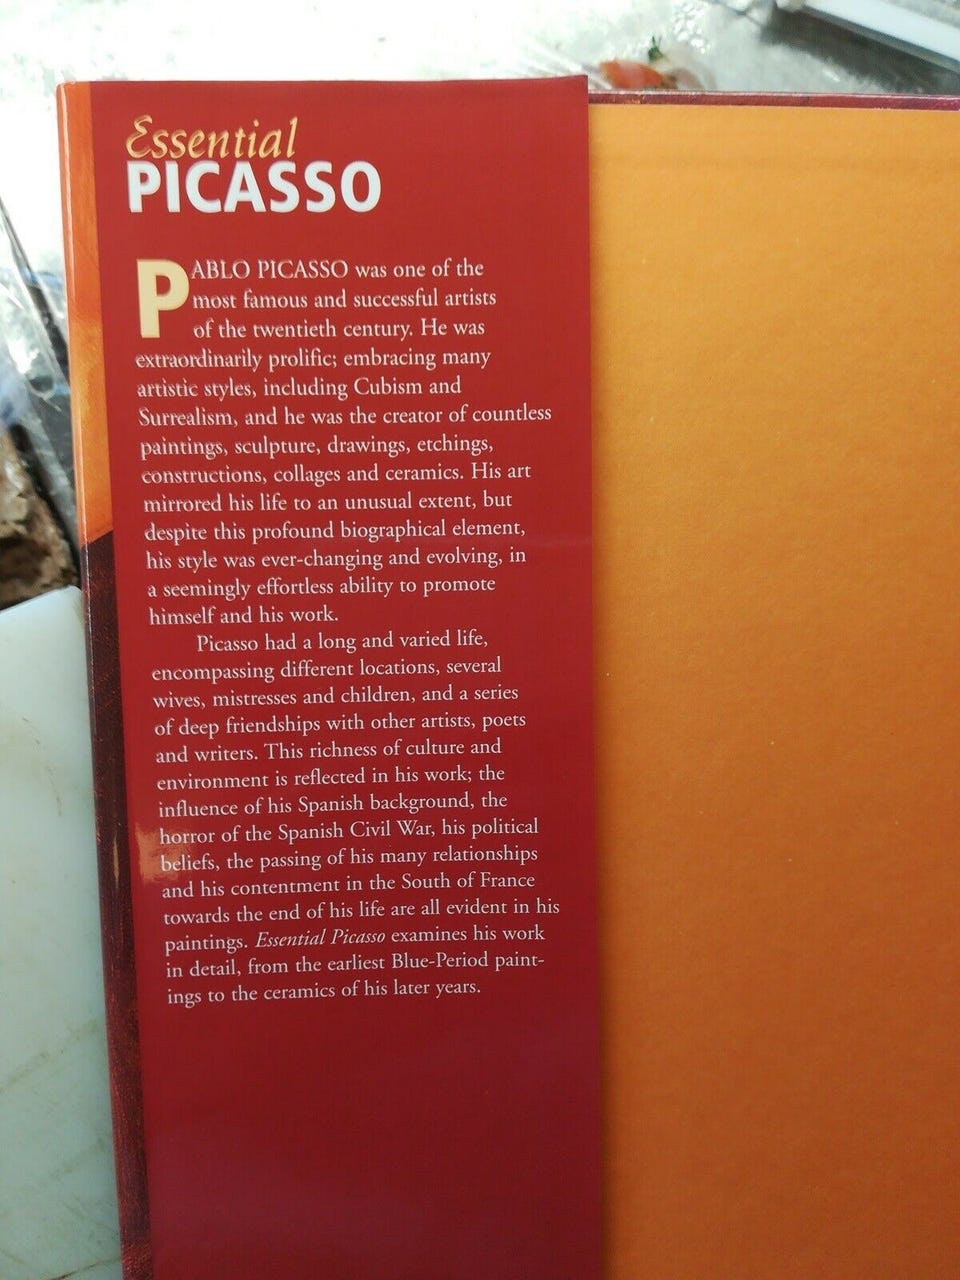 Essential
PICASSO
PABLO PICASSO was one of the
most famous and successful artists
of the twentieth century. He was
extraordinarily prolific; embracing many
artistic styles, including Cubism and
Surrealism, and he was the creator of countless
paintings, sculpture, drawings, etchings,
constructions, collages and ceramics. His art
mirrored his life to an unusual extent, but
despite this profound biographical element,
his style was ever-changing and evolving, in
a seemingly effortless ability to promote
himself and his work.
Picasso had a long and varied life,
encompassing different locations, several
wives, mistresses and children, and a series
of deep friendships with other artists, poets
and writers. This richness of culture and
environment is reflected in his work; the
influence of his Spanish background, the
horror of the Spanish Civil War, his political
beliefs, the passing of his many relationships
and his contentment in the South of France
towards the end of his life are all evident in his
paintings. Essential Picasso examines his work
in detail, from the earliest Blue-Period paint-
ings to the ceramics of his later years.